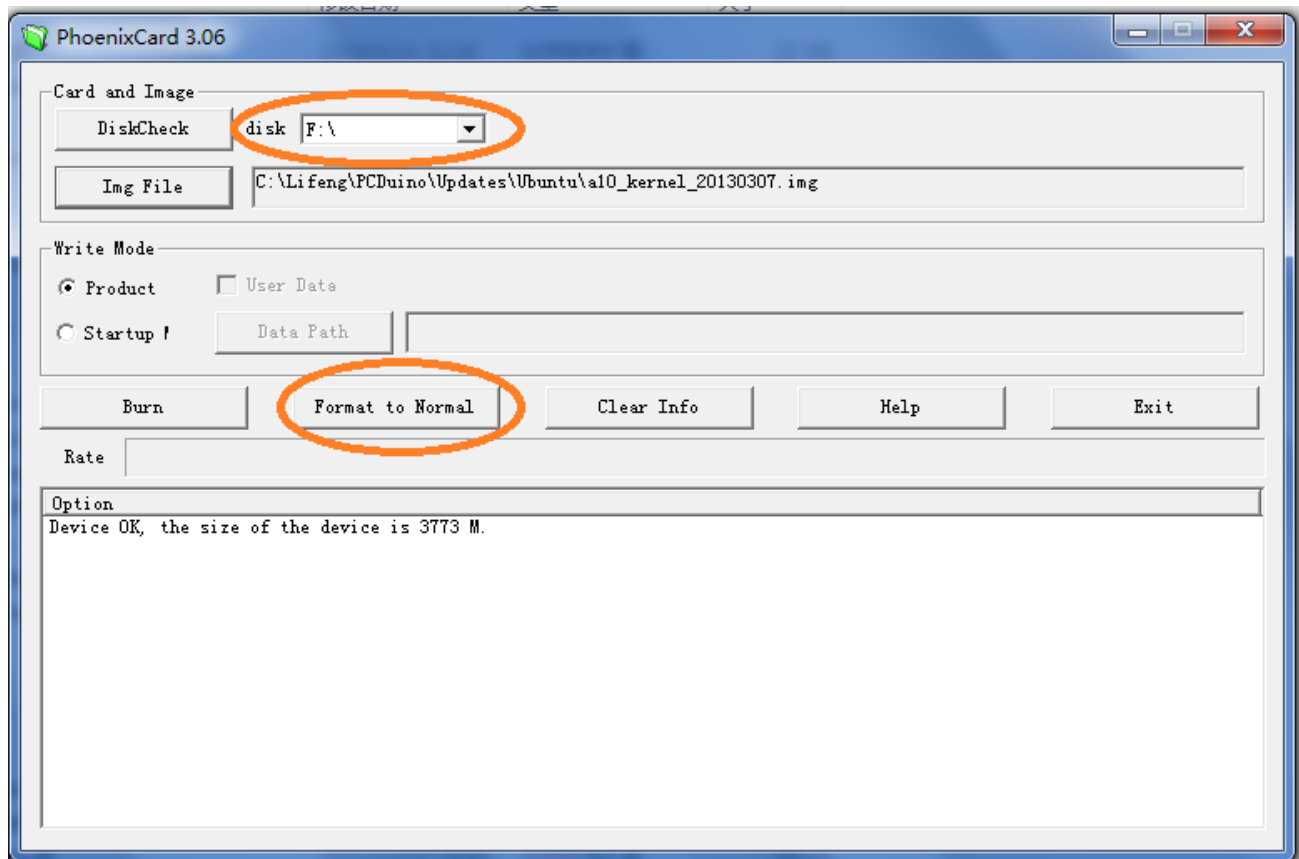 PhoenixCard 3.06
Card and Image
DiskCheck disk F:\
Img File C:\Lifeng\PCDuino\Updates\Ubuntu\a10_kernel_20130307.img
Write Mode
Product User Data
Startup Data Path
Burn Format to Normal Clear Info Help Exit
Rate
Option
Device OK, the size of the device is 3773 M.